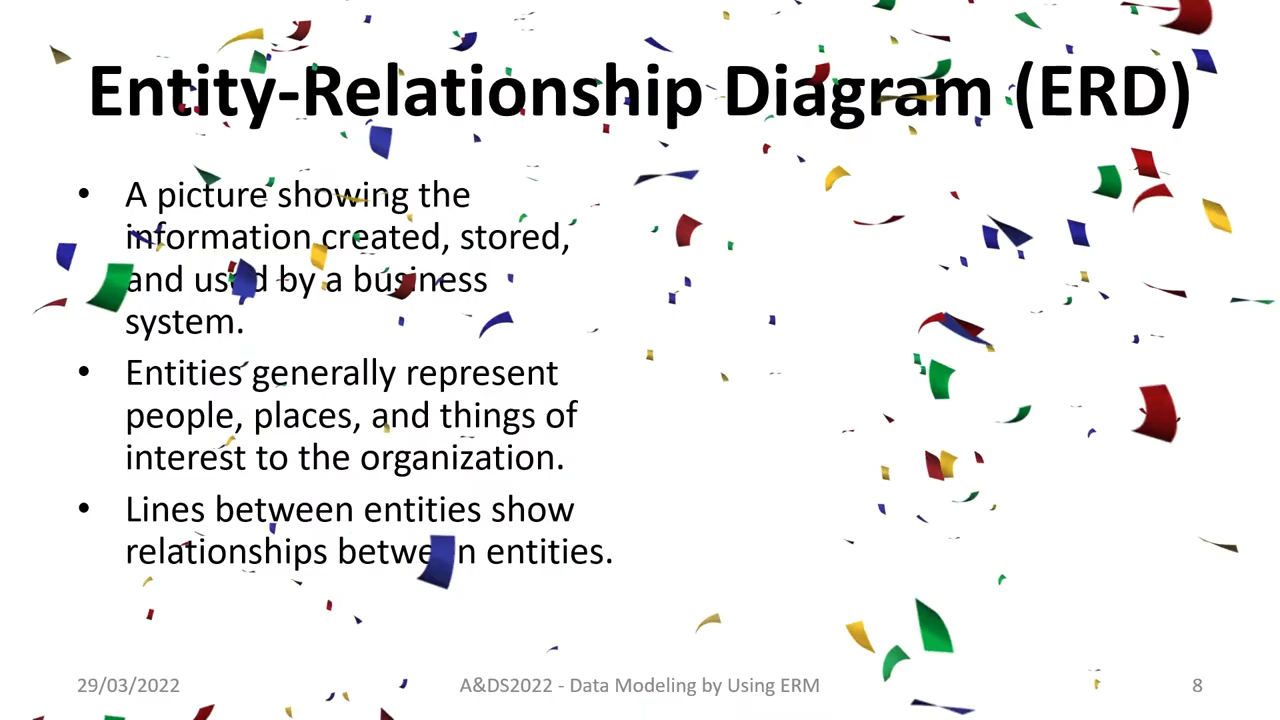 Entity-Relationship Diagram (ERD)
• A picture showing the
information created, stored,
and used by a business
system.
• Entities generally represent
people, places, and things of
interest to the organization.
• Lines between entities show
relationships between entities.
29/03/2022
A&DS2022 - Data Modeling by Using ERM
8